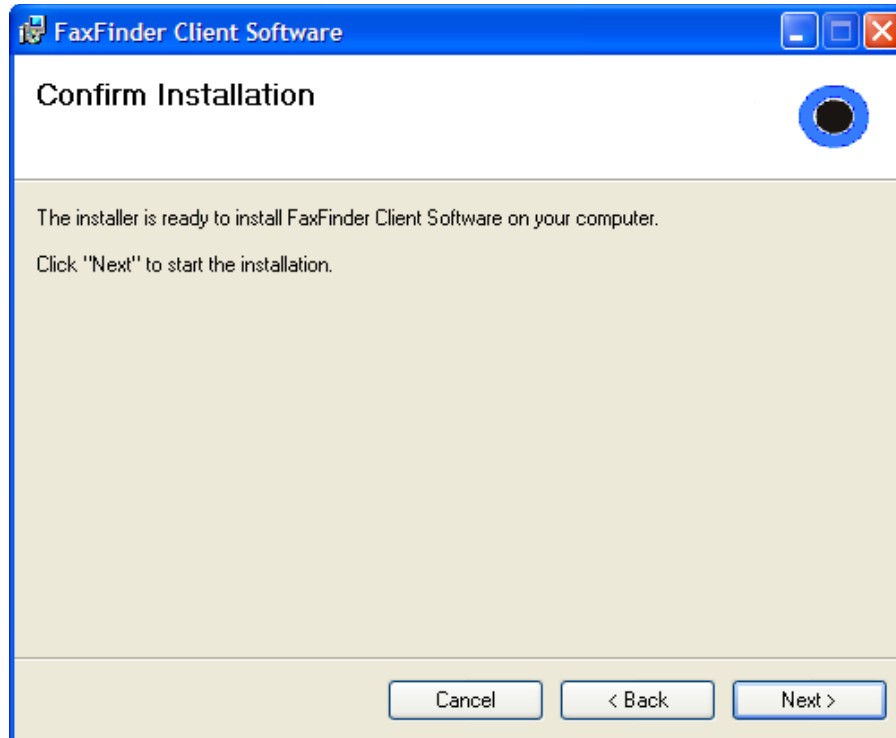 FaxFinder Client Software
Confirm Installation
The installer is ready to install FaxFinder Client Software on your computer.
Click "Next" to start the installation.
Cancel
< Back
Next >